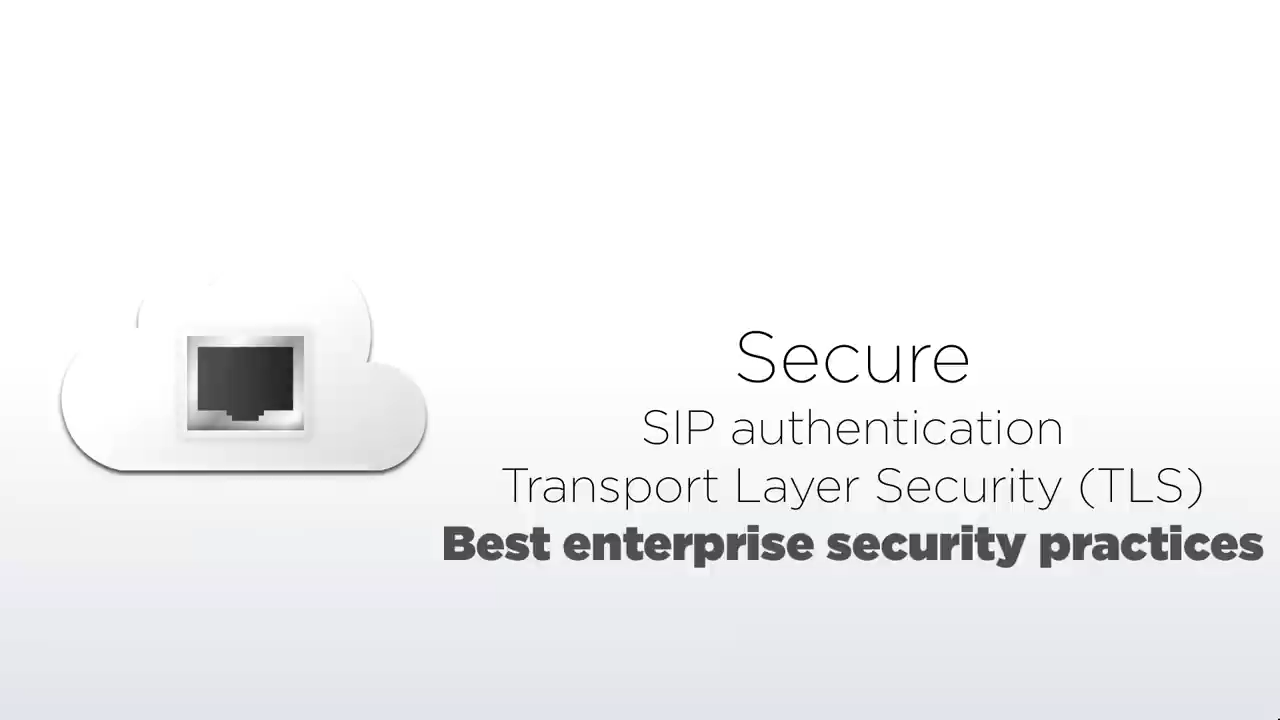 Secure
SIP authentication
Transport Layer Security (TLS)
Best enterprise security practices